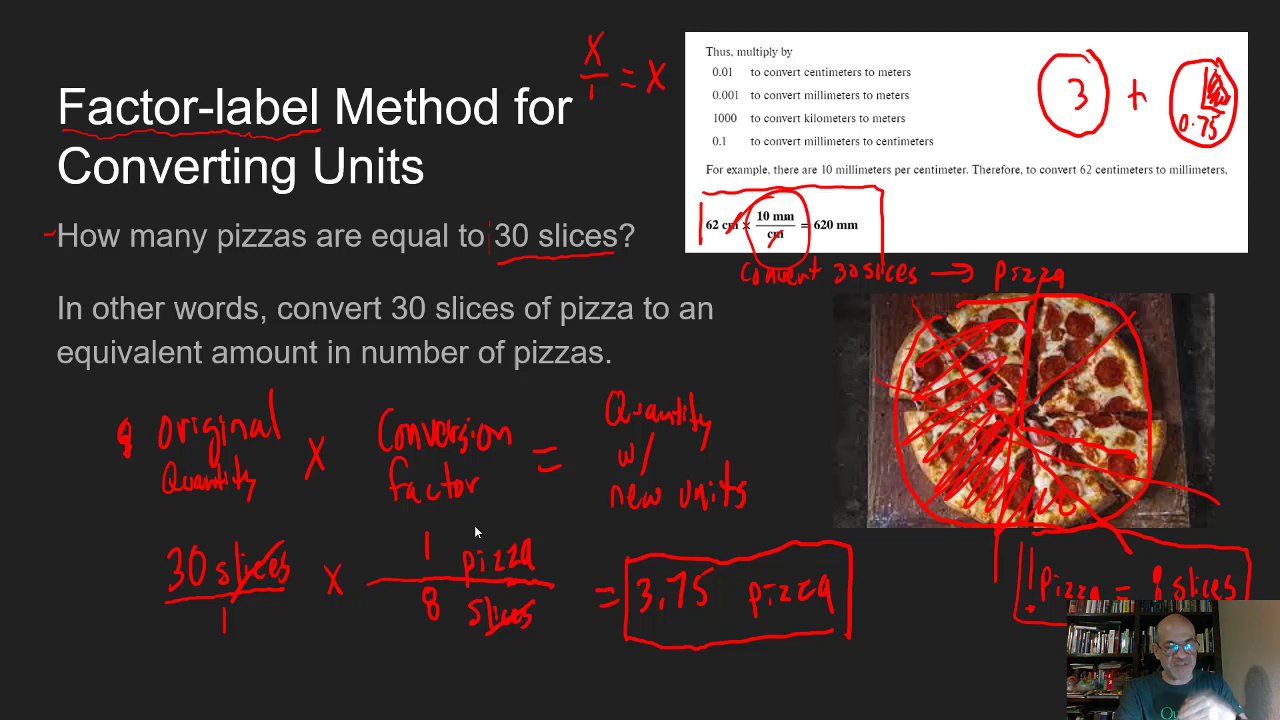 x/1 = x
Factor-label Method for
Converting Units
How many pizzas are equal to 30 slices?
In other words, convert 30 slices of pizza to an
equivalent amount in number of pizzas.
Thus, multiply by
0.01 to convert centimeters to meters
0.001 to convert millimeters to meters
1000 to convert kilometers to meters
0.1 to convert millimeters to centimeters
For example, there are 10 millimeters per centimeter. Therefore, to convert 62 centimeters to millimeters,
62 cm × 10 mm/cm = 620 mm
3 + 0.75
Convert 30 slices → pizza
Original Quantity x Conversion factor = Quantity w/ new units
30 slices/1 x 1 pizza/8 slices = 3.75 pizza
1 pizza = 8 slices